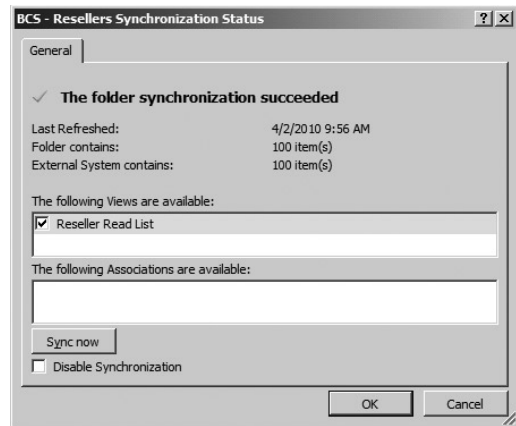 BCS - Resellers Synchronization Status
General
The folder synchronization succeeded
Last Refreshed: 4/2/2010 9:56 AM
Folder contains: 100 item(s)
External System contains: 100 item(s)
The following Views are available:
Reseller Read List
The following Associations are available:
Sync now
Disable Synchronization
OK Cancel